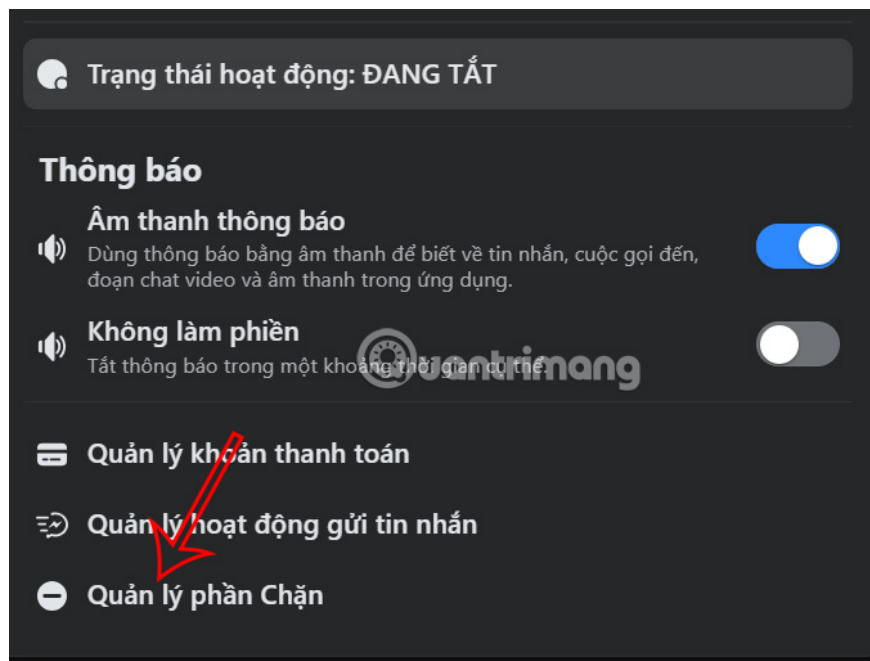 Trạng thái hoạt động: ĐANG TẮT
Thông báo
Âm thanh thông báo
Dùng thông báo bằng âm thanh để biết về tin nhắn, cuộc gọi đến,
đoạn chat video và âm thanh trong ứng dụng.
Không làm phiền
Tắt thông báo trong một khoảng thời gian cụ thể.
Quantrimang
Quản lý khoản thanh toán
Quản lý hoạt động gửi tin nhắn
Quản lý phần Chặn